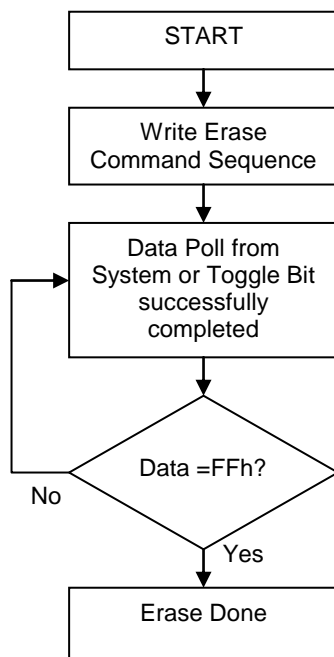 START
Write Erase
Command Sequence
Data Poll from
System or Toggle Bit
successfully
completed
Data =FFh?
No
Yes
Erase Done